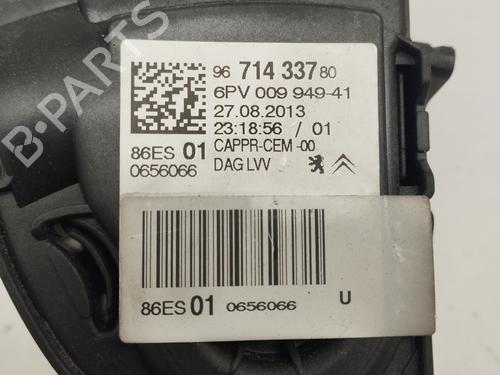 96 714 337 80
6PV 009 949-41
27.08.2013
23:18:56 / 01
86ES 01 CAPPR-CEM-00
0656066 DAG LVV
86ES 01 0656066 U